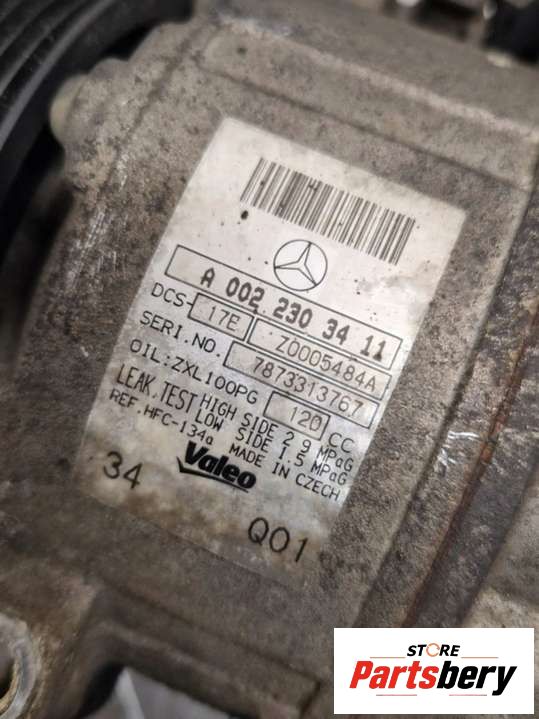 A 002 230 34 11
DCS- 17E Z0005484A
SERI.NO. 7873313767
OIL:ZXL100PG 120 CC
LEAK.TEST HIGH SIDE 2.9 MPaG
LOW SIDE 1.5 MPaG
REF.HFC-134a MADE IN CZECH
Valeo
34 Q01
STORE
Partsbery